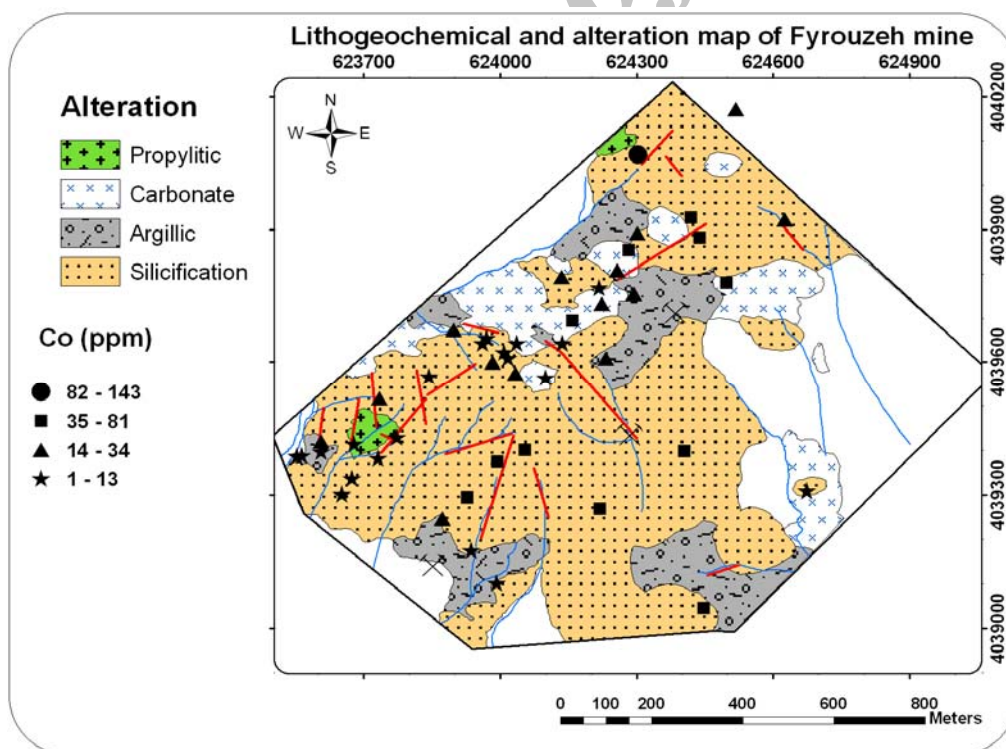 Lithogeochemical and alteration map of Fyrouzeh mine
623700 624000 624300 624600 624900
Alteration
Propylitic
Carbonate
Argillic
Silicification
Co (ppm)
82 - 143
35 - 81
14 - 34
1 - 13
N
W E
S
4040200
4039900
4039600
4039300
4039000
0 100 200 400 600 800
Meters